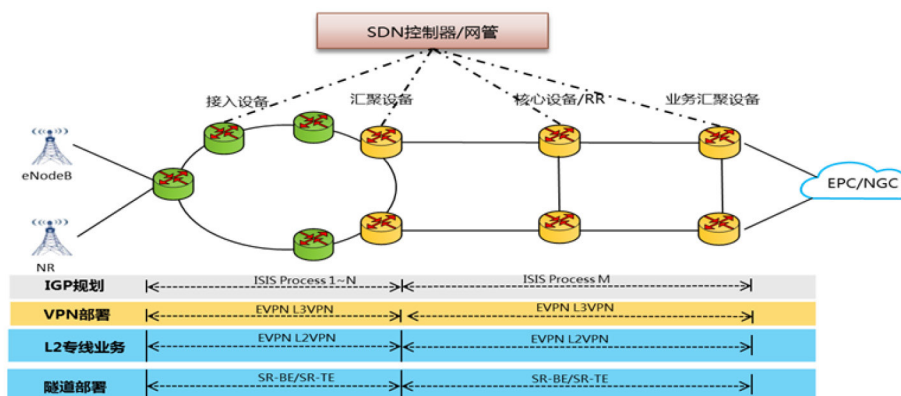 SDN控制器/网管
接入设备
汇聚设备
核心设备/RR
业务汇聚设备
eNodeB
EPC/NGC
NR
IGP规划
ISIS Process 1~N
ISIS Process M
VPN部署
EVPN L3VPN
EVPN L3VPN
L2专线业务
EVPN L2VPN
EVPN L2VPN
隧道部署
SR-BE/SR-TE
SR-BE/SR-TE